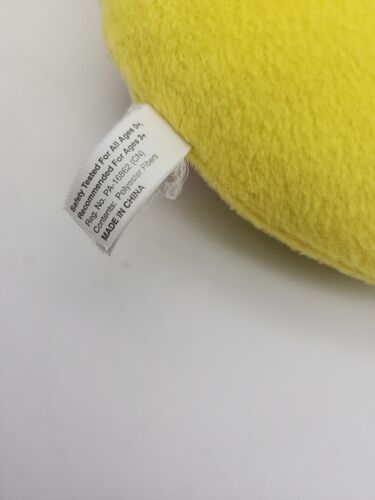 Safety Tested For All Ages 0+,
Recommended For Ages 3+
Reg. No. PA-16862 (CN)
Contents: Polyester Fibers
MADE IN CHINA